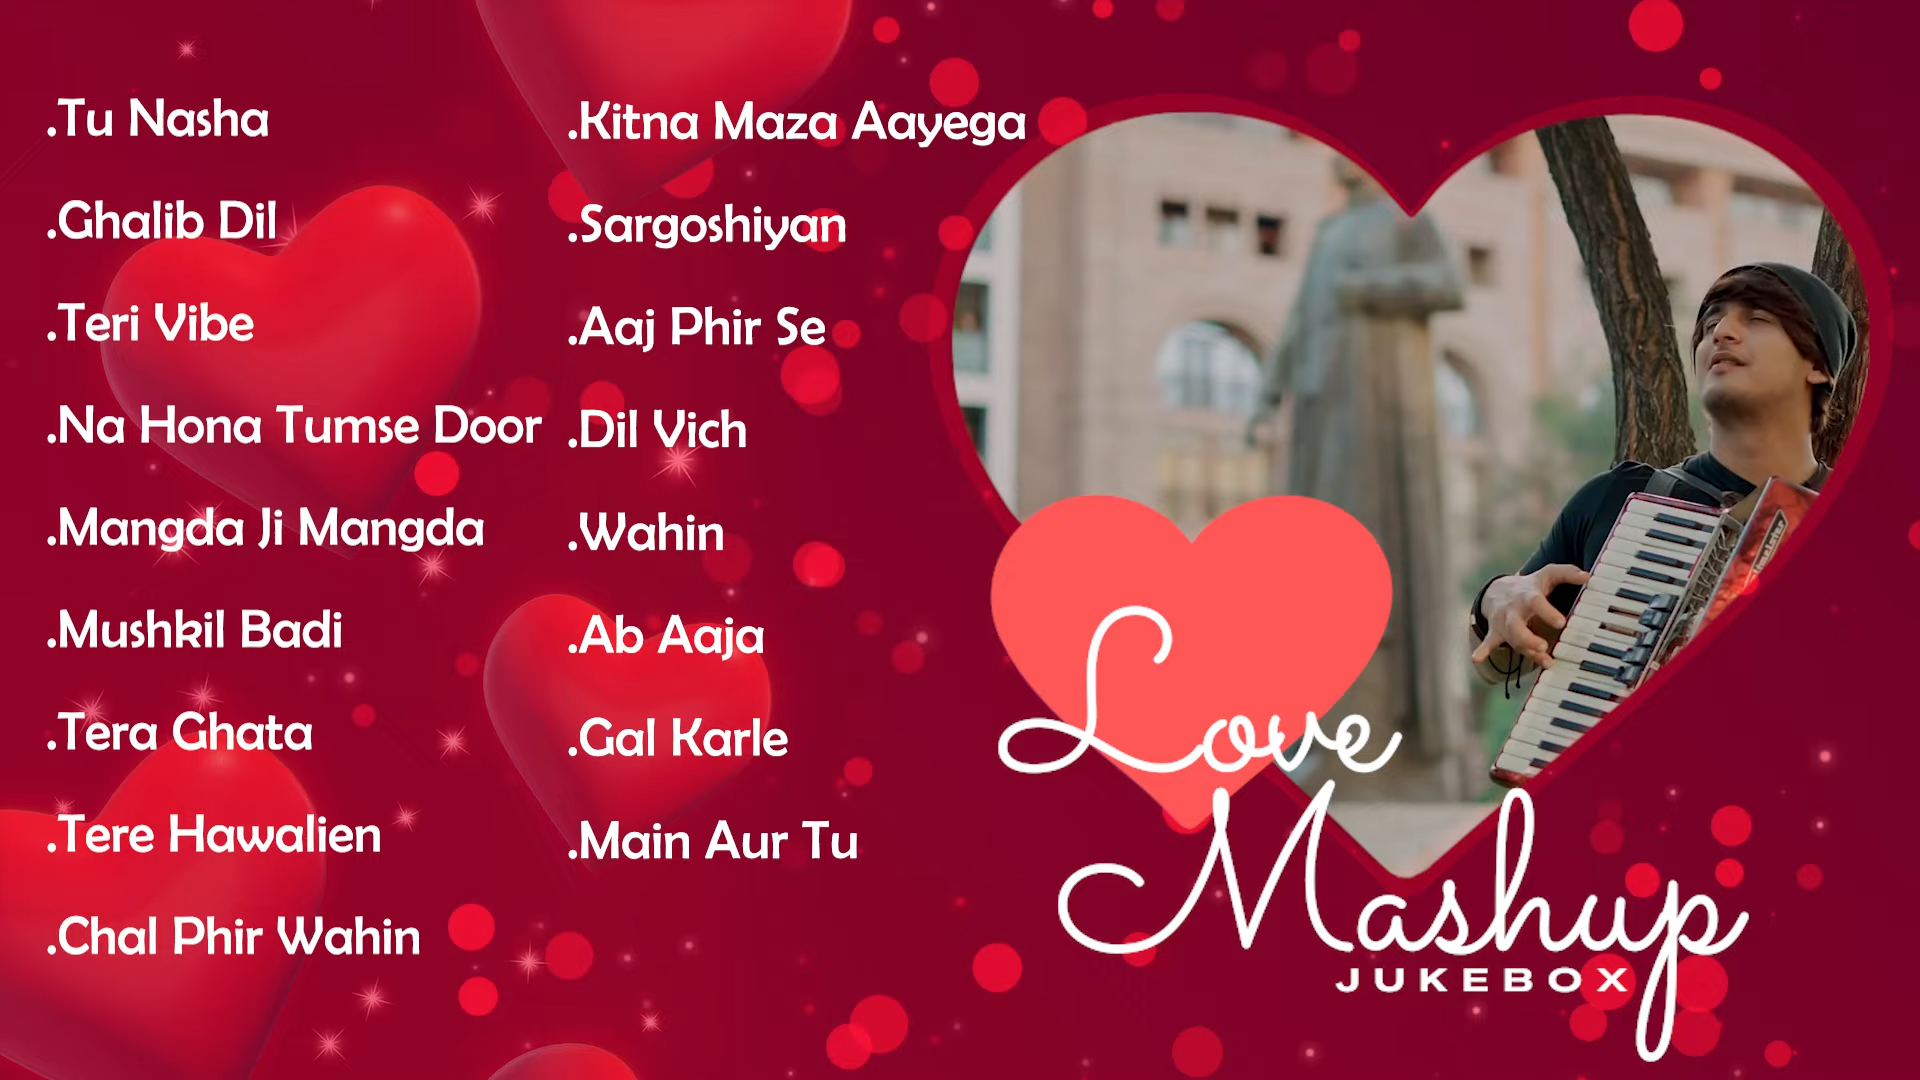 .Tu Nasha
.Ghalib Dil
.Teri Vibe
.Na Hona Tumse Door
.Mangda Ji Mangda
.Mushkil Badi
.Tera Ghata
.Tere Hawalien
.Chal Phir Wahin
.Kitna Maza Aayega
.Sargoshiyan
.Aaj Phir Se
.Dil Vich
.Wahin
.Ab Aaja
.Gal Karle
.Main Aur Tu
Love
Mashup
JUKEBOX